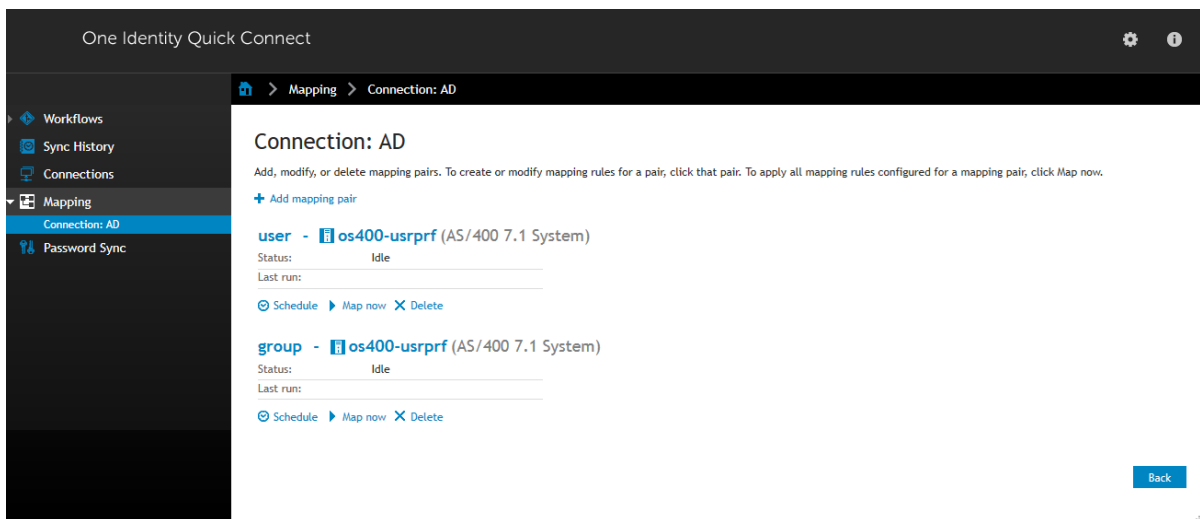 One Identity Quick Connect
Mapping > Connection: AD
Workflows
Sync History
Connections
Mapping
Connection: AD
Password Sync
Connection: AD
Add, modify, or delete mapping pairs. To create or modify mapping rules for a pair, click that pair. To apply all mapping rules configured for a mapping pair, click Map now.
Add mapping pair
user - os400-usrprf (AS/400 7.1 System)
Status: Idle
Last run:
Schedule Map now Delete
group - os400-usrprf (AS/400 7.1 System)
Status: Idle
Last run:
Schedule Map now Delete
Back